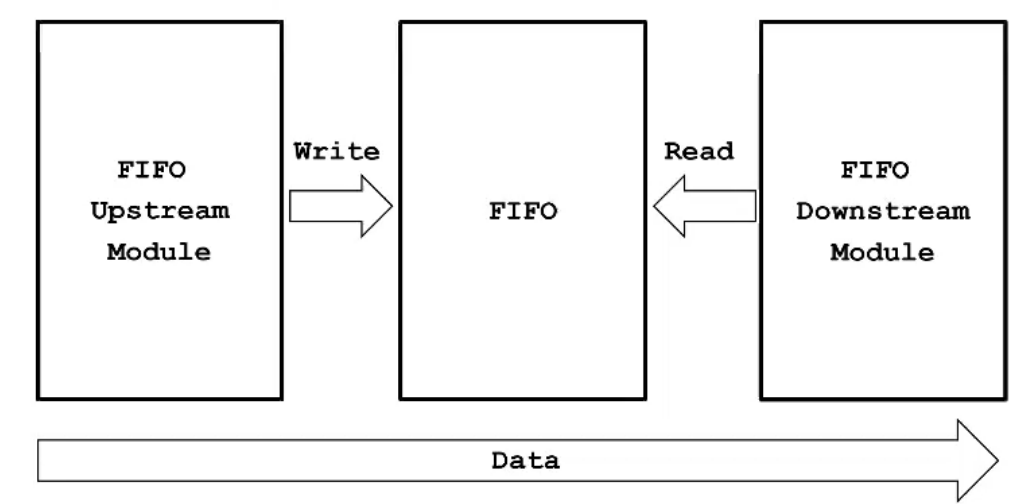 FIFO
Upstream
Module
Write
FIFO
Read
FIFO
Downstream
Module
Data